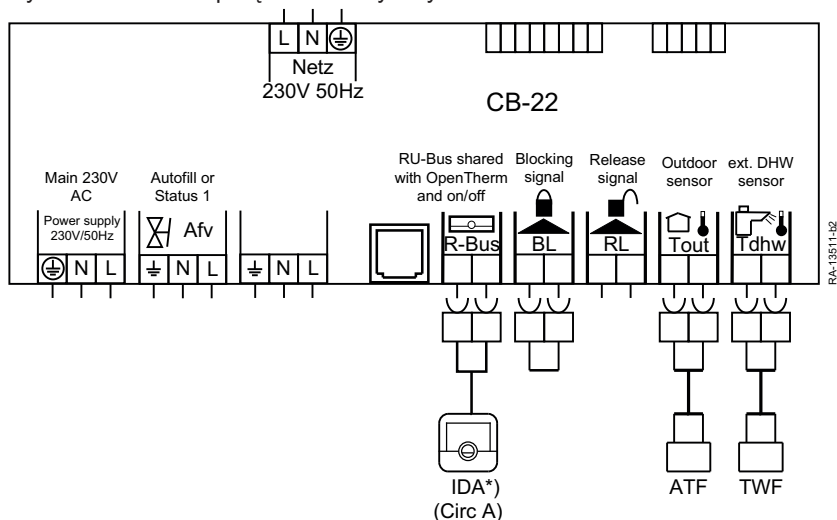 L N
Netz
230V 50Hz
CB-22
Main 230V
AC
Autofill or
Status 1
RU-Bus shared
with OpenTherm
and on/off
Blocking
signal
Release
signal
Outdoor
sensor
ext. DHW
sensor
Power supply
230V/50Hz
Afv
R-Bus
BL
RL
Tout
Tdhw
N L
N L
N L
RA-13511-b2
IDA*)
(Circ A)
ATF
TWF